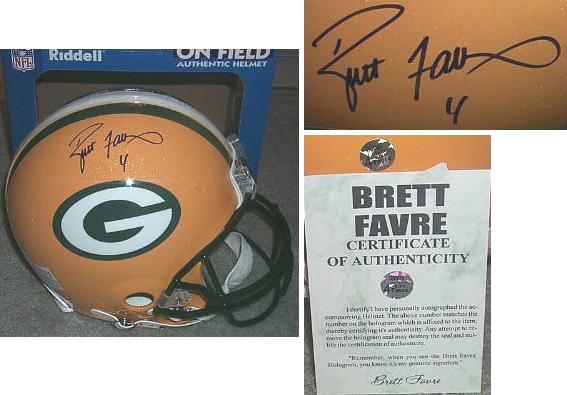 NFL
Riddell
ON FIELD
AUTHENTIC HELMET
Brett Favre
4
G
Brett Favre
4
BRETT
FAVRE
CERTIFICATE
OF AUTHENTICITY
I certify I have personally autographed the ac-
companying Helmet. The above number matches the
number on the hologram which is affixed to the item,
thereby certifying it's authenticity. Any attempt to
remove the hologram seal may destroy the seal and nul-
lify the certification of authenticity.
"Remember, when you see the Brett Favre
Hologram, you know it's my genuine signature."
Brett Favre